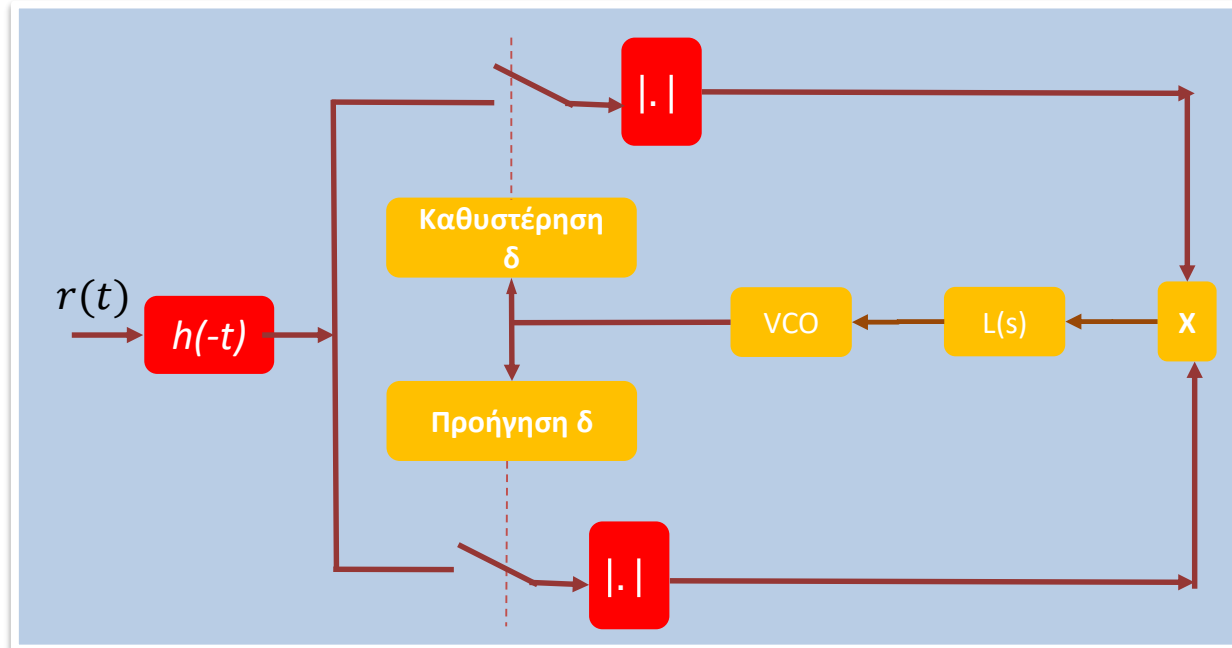 |. |
Καθυστέρηση
δ
r(t)
h(-t)
VCO
L(s)
X
Προήγηση δ
|. |